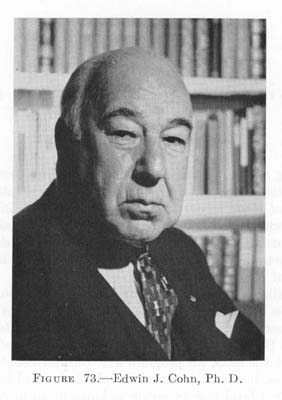 FIGURE 73.—Edwin J. Cohn, Ph. D.